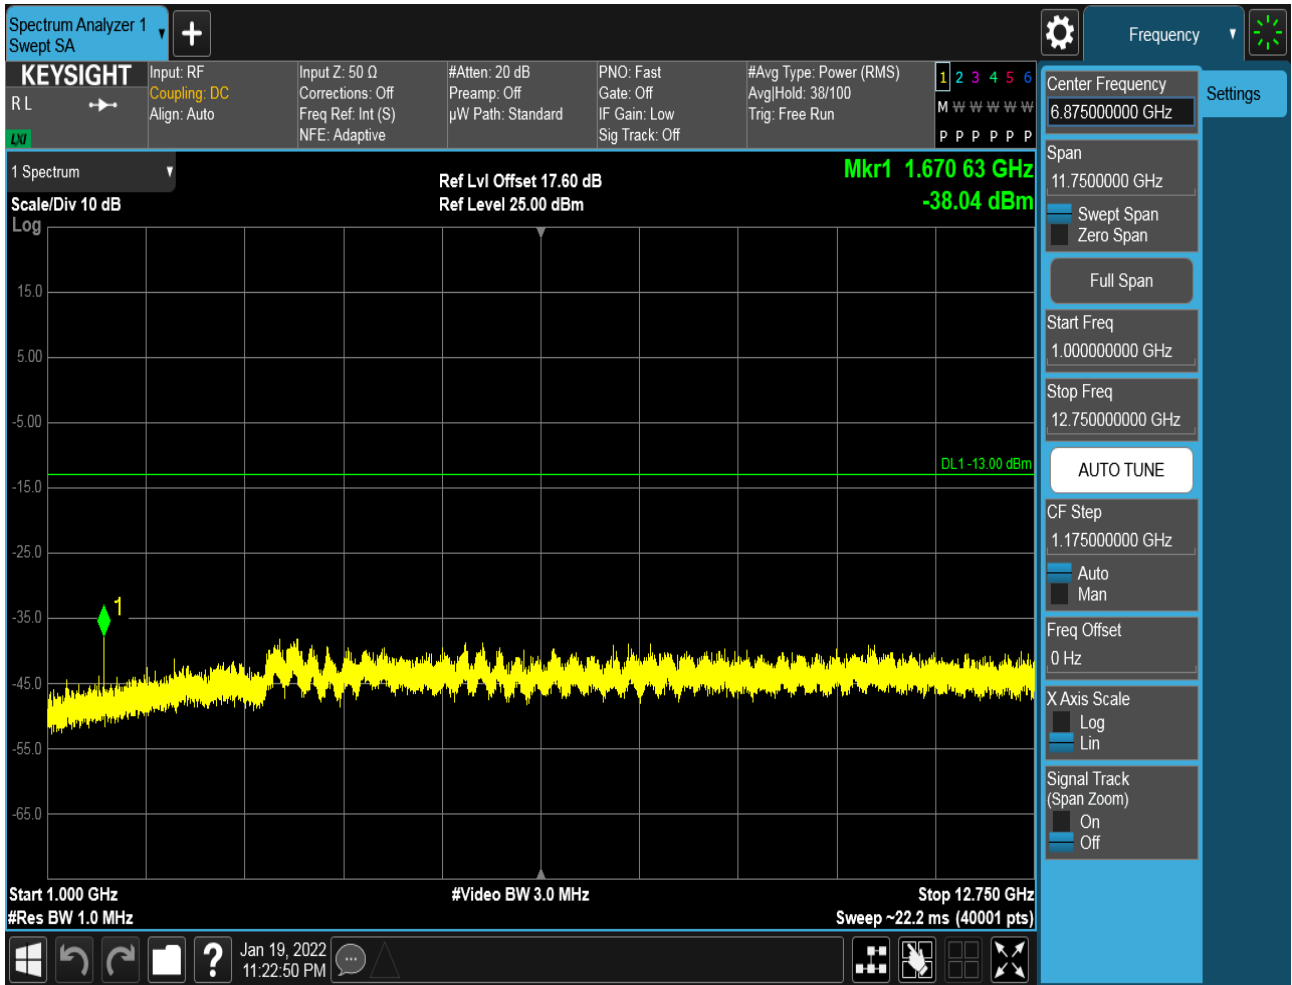 Spectrum Analyzer 1
Swept SA
Frequency
KEYSIGHT
R L
LXI
Input: RF
Coupling: DC
Align: Auto
Input Z: 50 Ω
Corrections: Off
Freq Ref: Int (S)
NFE: Adaptive
#Atten: 20 dB
Preamp: Off
µW Path: Standard
PNO: Fast
Gate: Off
IF Gain: Low
Sig Track: Off
#Avg Type: Power (RMS)
Avg|Hold: 38/100
Trig: Free Run
1 2 3 4 5 6
M W W W W W
P P P P P P
1 Spectrum
Scale/Div 10 dB
Log
Ref Lvl Offset 17.60 dB
Ref Level 25.00 dBm
Mkr1 1.670 63 GHz
-38.04 dBm
15.0
5.00
-5.00
DL1 -13.00 dBm
-15.0
-25.0
1
-35.0
-45.0
-55.0
-65.0
Start 1.000 GHz
#Res BW 1.0 MHz
#Video BW 3.0 MHz
Stop 12.750 GHz
Sweep ~22.2 ms (40001 pts)
?
Jan 19, 2022
11:22:50 PM
Center Frequency
6.875000000 GHz
Settings
Span
11.7500000 GHz
Swept Span
Zero Span
Full Span
Start Freq
1.000000000 GHz
Stop Freq
12.750000000 GHz
AUTO TUNE
CF Step
1.175000000 GHz
Auto
Man
Freq Offset
0 Hz
X Axis Scale
Log
Lin
Signal Track
(Span Zoom)
On
Off